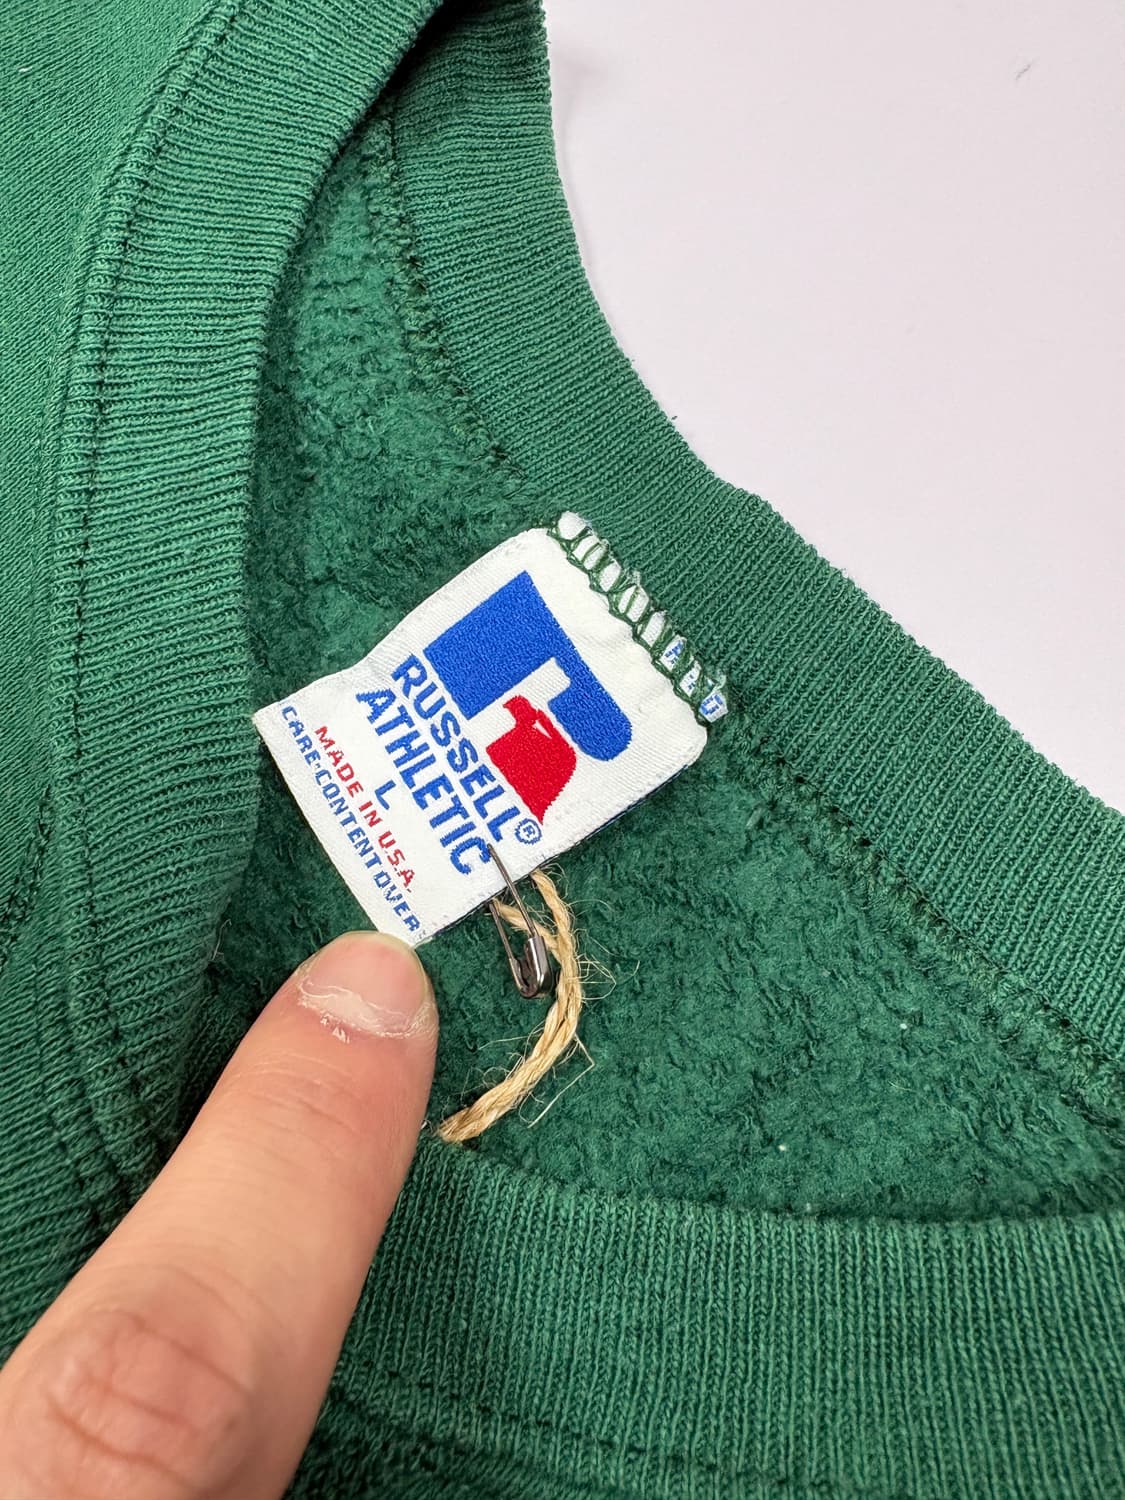 RUSSELL®
ATHLETIC
L
MADE IN U.S.A.
CARE-CONTENT OVER